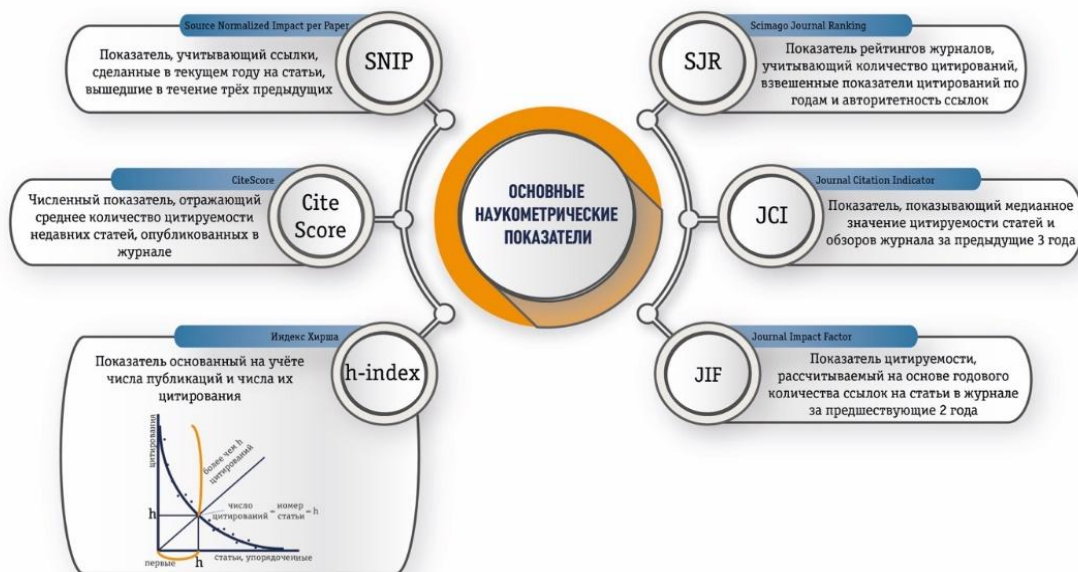 Source Normalized Impact per Paper
SNIP
Показатель, учитывающий ссылки,
сделанные в текущем году на статьи,
вышедшие в течение трёх предыдущих
CiteScore
Cite
Score
Численный показатель, отражающий
среднее количество цитируемости
недавних статей, опубликованных в
журнале
Индекс Хирша
h-index
Показатель основанный на учёте
числа публикаций и числа их
цитирования
цитирования
более чем h
цитирований
число
цитирований = номер статьи = h
h
h
первые
статьи, упорядоченные
ОСНОВНЫЕ
НАУКОМЕТРИЧЕСКИЕ
ПОКАЗАТЕЛИ
Scimago Journal Ranking
SJR
Показатель рейтингов журналов,
учитывающий количество цитирований,
взвешенные показатели цитирований по
годам и авторитетность ссылок
Journal Citation Indicator
JCI
Показатель, показывающий медианное
значение цитируемости статей и
обзоров журнала за предыдущие 3 года
Journal Impact Factor
JIF
Показатель цитируемости,
рассчитываемый на основе годового
количества ссылок на статьи в журнале
за предшествующие 2 года